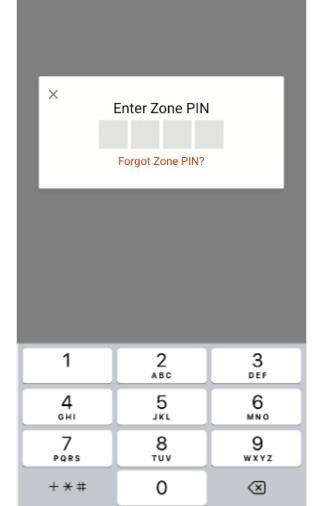 Enter Zone PIN
Forgot Zone PIN?
1
2
3
ABC
DEF
4
5
6
GHI
JKL
MNO
7
8
9
PQRS
TUV
WXYZ
+*#
0